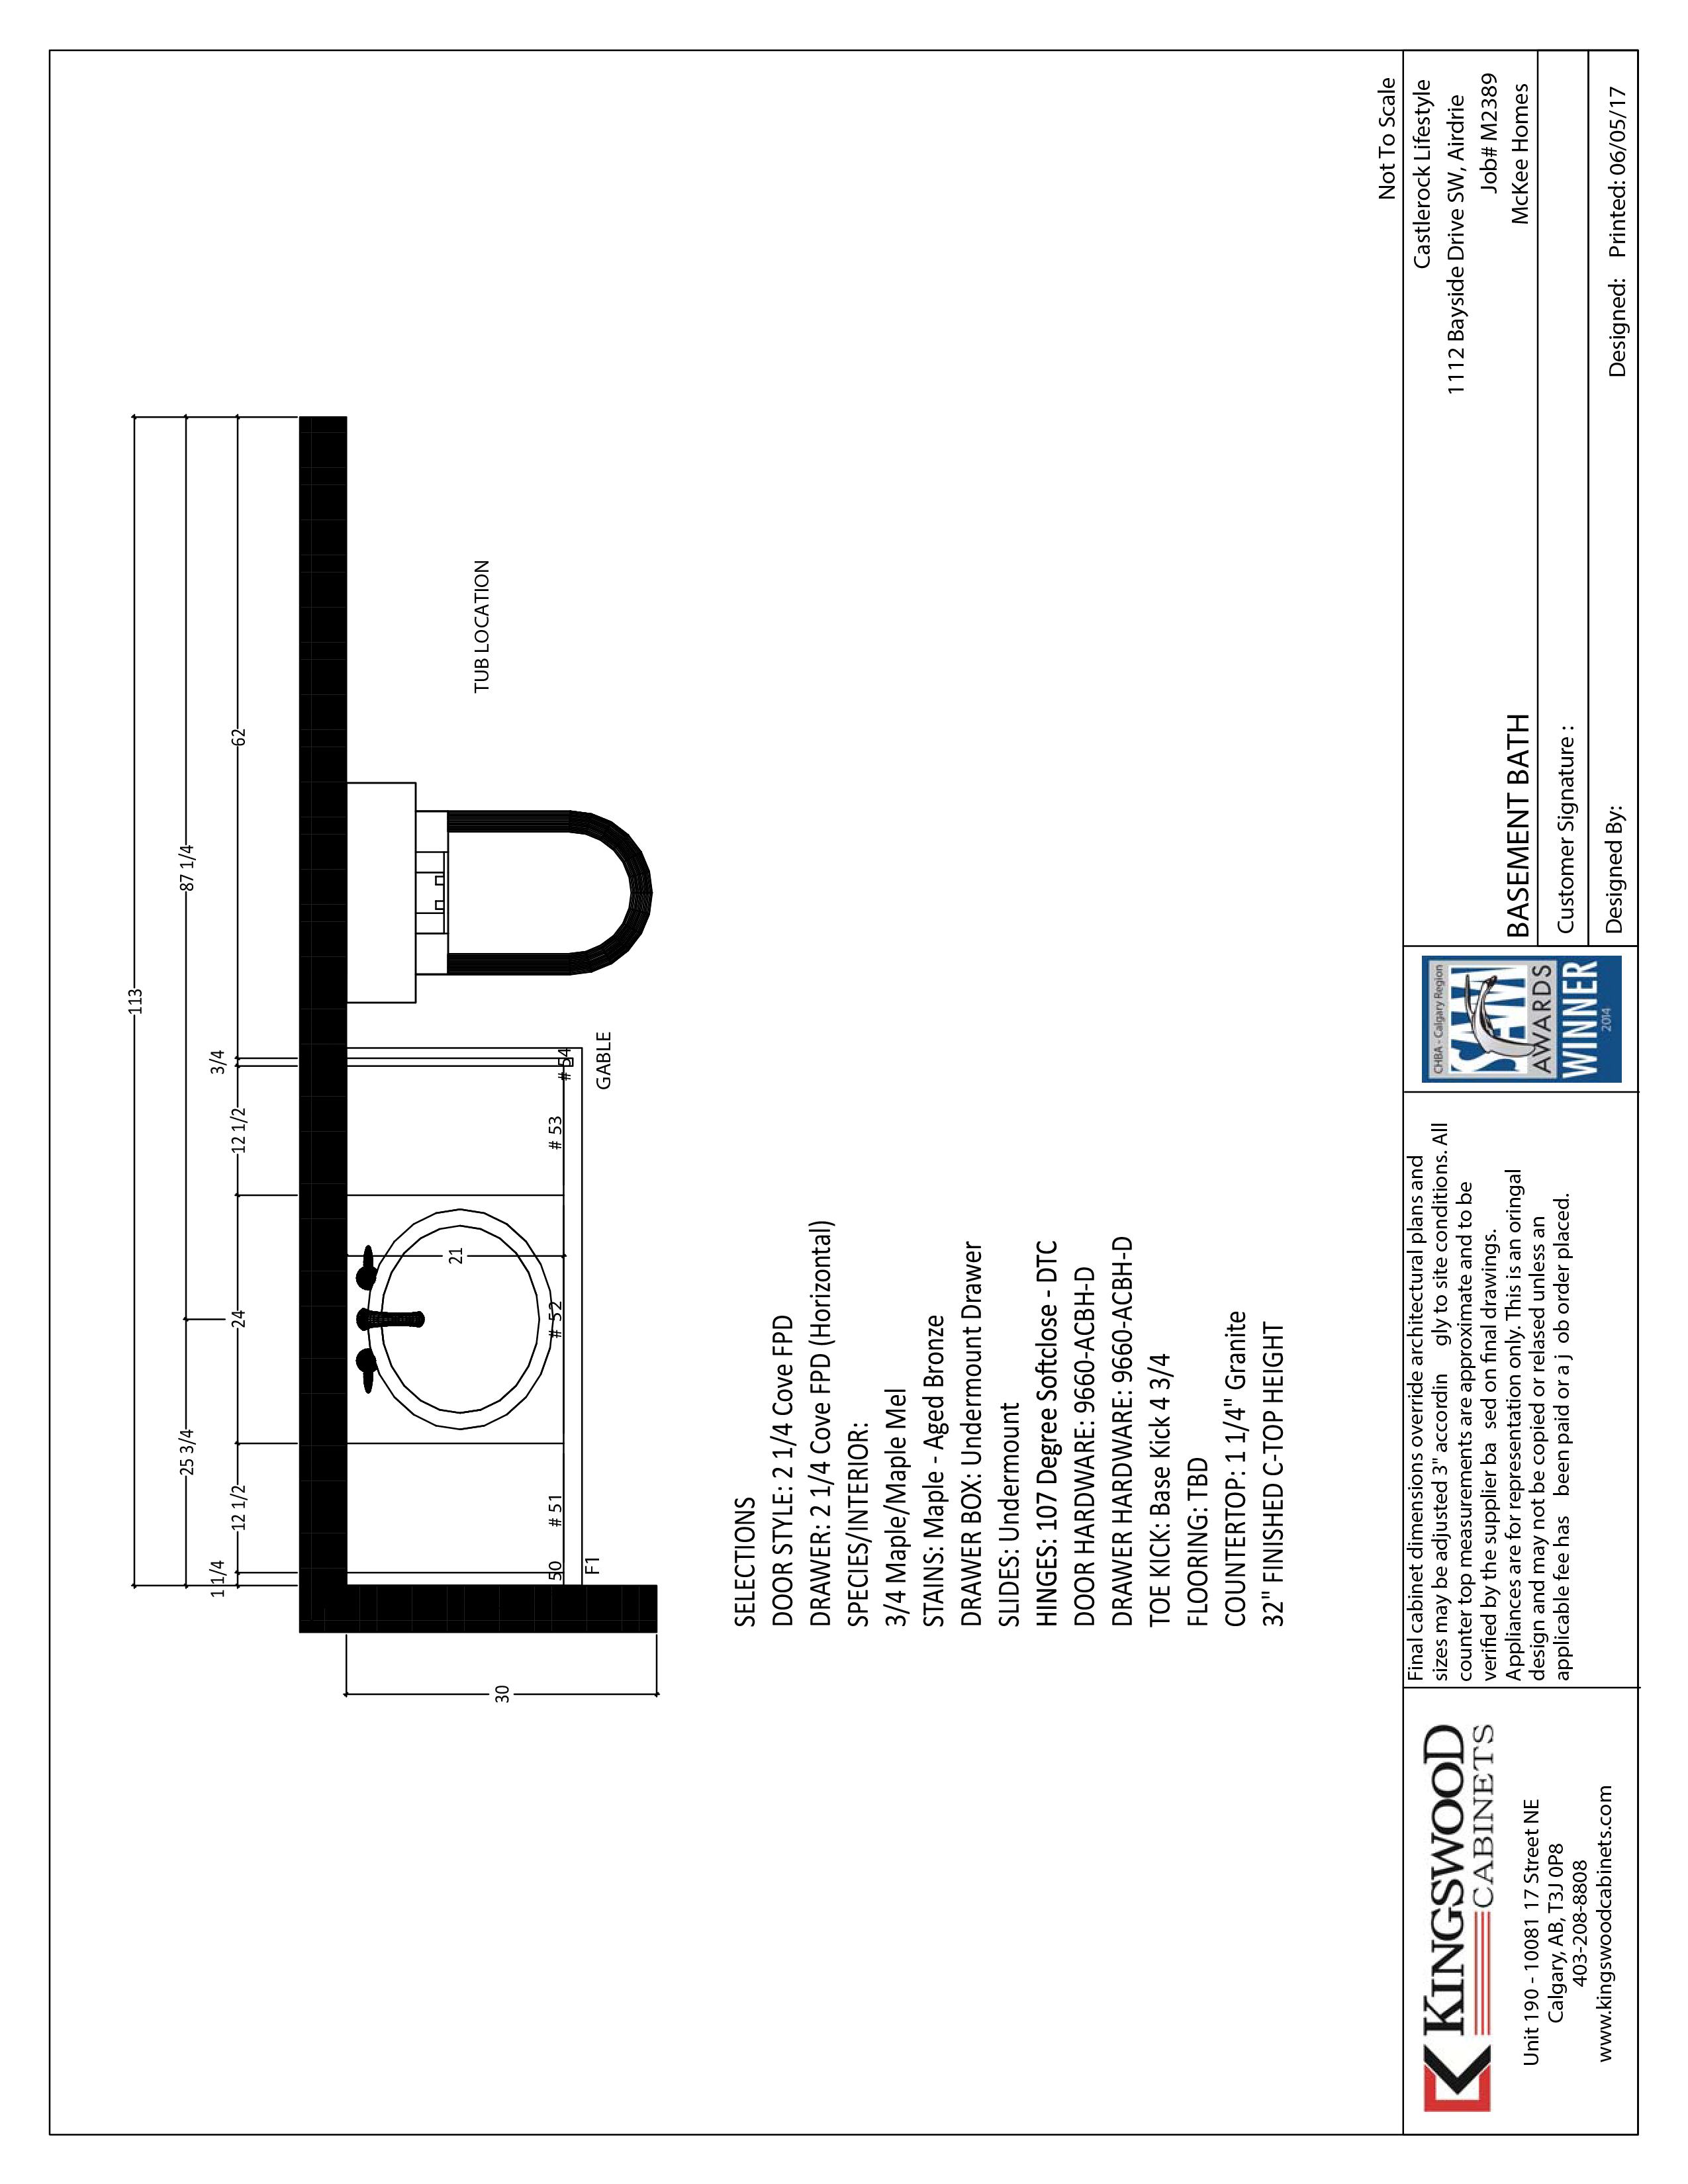 113
25 3/4
87 1/4
1 1/4
12 1/2
24
12 1/2
3/4
62
30
21
50
# 51
# 52
# 53
# 54
F1
GABLE
TUB LOCATION
SELECTIONS
DOOR STYLE: 2 1/4 Cove FPD
DRAWER: 2 1/4 Cove FPD (Horizontal)
SPECIES/INTERIOR:
3/4 Maple/Maple Mel
STAINS: Maple - Aged Bronze
DRAWER BOX: Undermount Drawer
SLIDES: Undermount
HINGES: 107 Degree Softclose - DTC
DOOR HARDWARE: 9660-ACBH-D
DRAWER HARDWARE: 9660-ACBH-D
TOE KICK: Base Kick 4 3/4
FLOORING: TBD
COUNTERTOP: 1 1/4" Granite
32" FINISHED C-TOP HEIGHT
Not To Scale
KINGSWOOD
CABINETS
Unit 190 - 10081 17 Street NE
Calgary, AB, T3J 0P8
403-208-8808
www.kingswoodcabinets.com
Final cabinet dimensions override architectural plans and
sizes may be adjusted 3" accordin gly to site conditions. All
counter top measurements are approximate and to be
verified by the supplier ba sed on final drawings.
Appliances are for representation only. This is an oringal
design and may not be copied or relased unless an
applicable fee has been paid or a j ob order placed.
CHBA - Calgary Region
SAM
AWARDS
WINNER
2014
Castlerock Lifestyle
1112 Bayside Drive SW, Airdrie
Job# M2389
BASEMENT BATH
McKee Homes
Customer Signature :
Designed By:
Designed:
Printed: 06/05/17